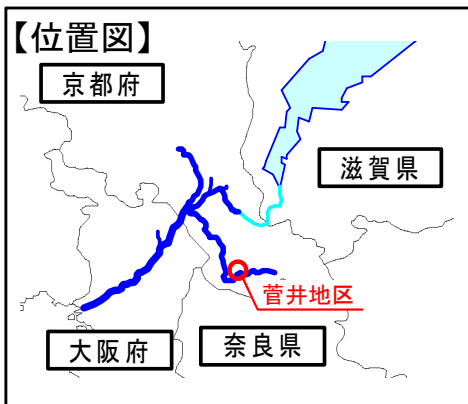 【位置図】
京都府
滋賀県
菅井地区
大阪府
奈良県